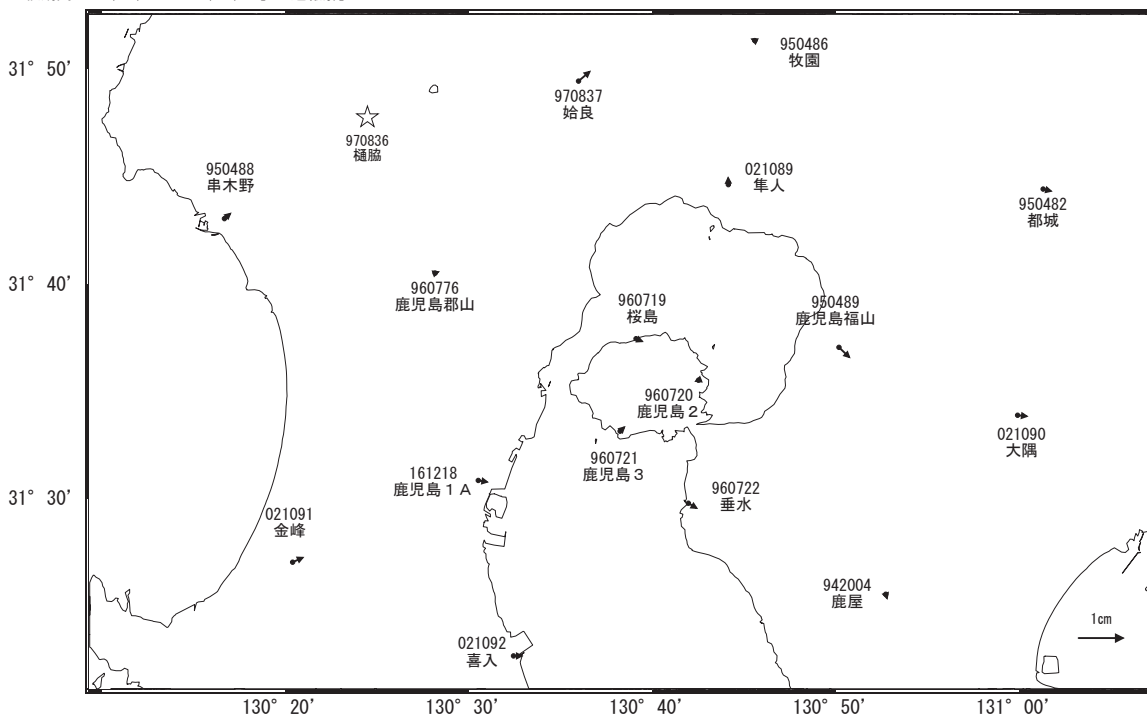 950486
牧園
31° 50'
970837
姶良
970836
樋脇
950488
串木野
021089
隼人
950482
都城
31° 40'
960776
鹿児島郡山
960719
桜島
950489
鹿児島福山
960720
鹿児島２
021090
大隅
960721
鹿児島３
161218
鹿児島１Ａ
31° 30'
960722
垂水
021091
金峰
942004
鹿屋
1cm
021092
喜入
130° 20'
130° 30'
130° 40'
130° 50'
131° 00'